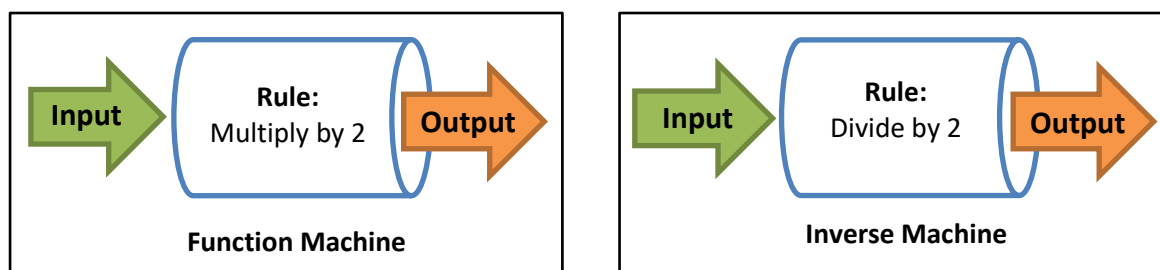 Input
Rule:
Multiply by 2
Output
Function Machine
Input
Rule:
Divide by 2
Output
Inverse Machine